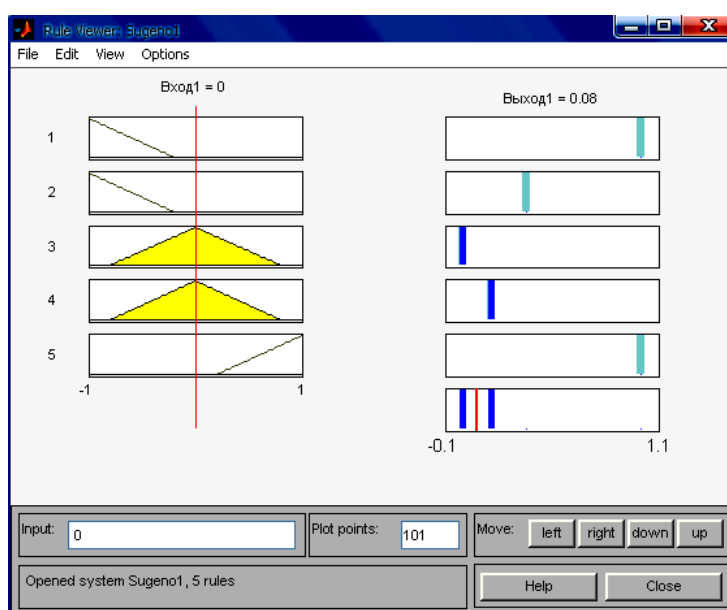 Rule Viewer: Sugeno1
File Edit View Options
Вход1 = 0
Выход1 = 0.08
1
2
3
4
5
-1 1
-0.1 1.1
Input: 0
Plot points: 101
Move: left right down up
Opened system Sugeno1, 5 rules
Help Close